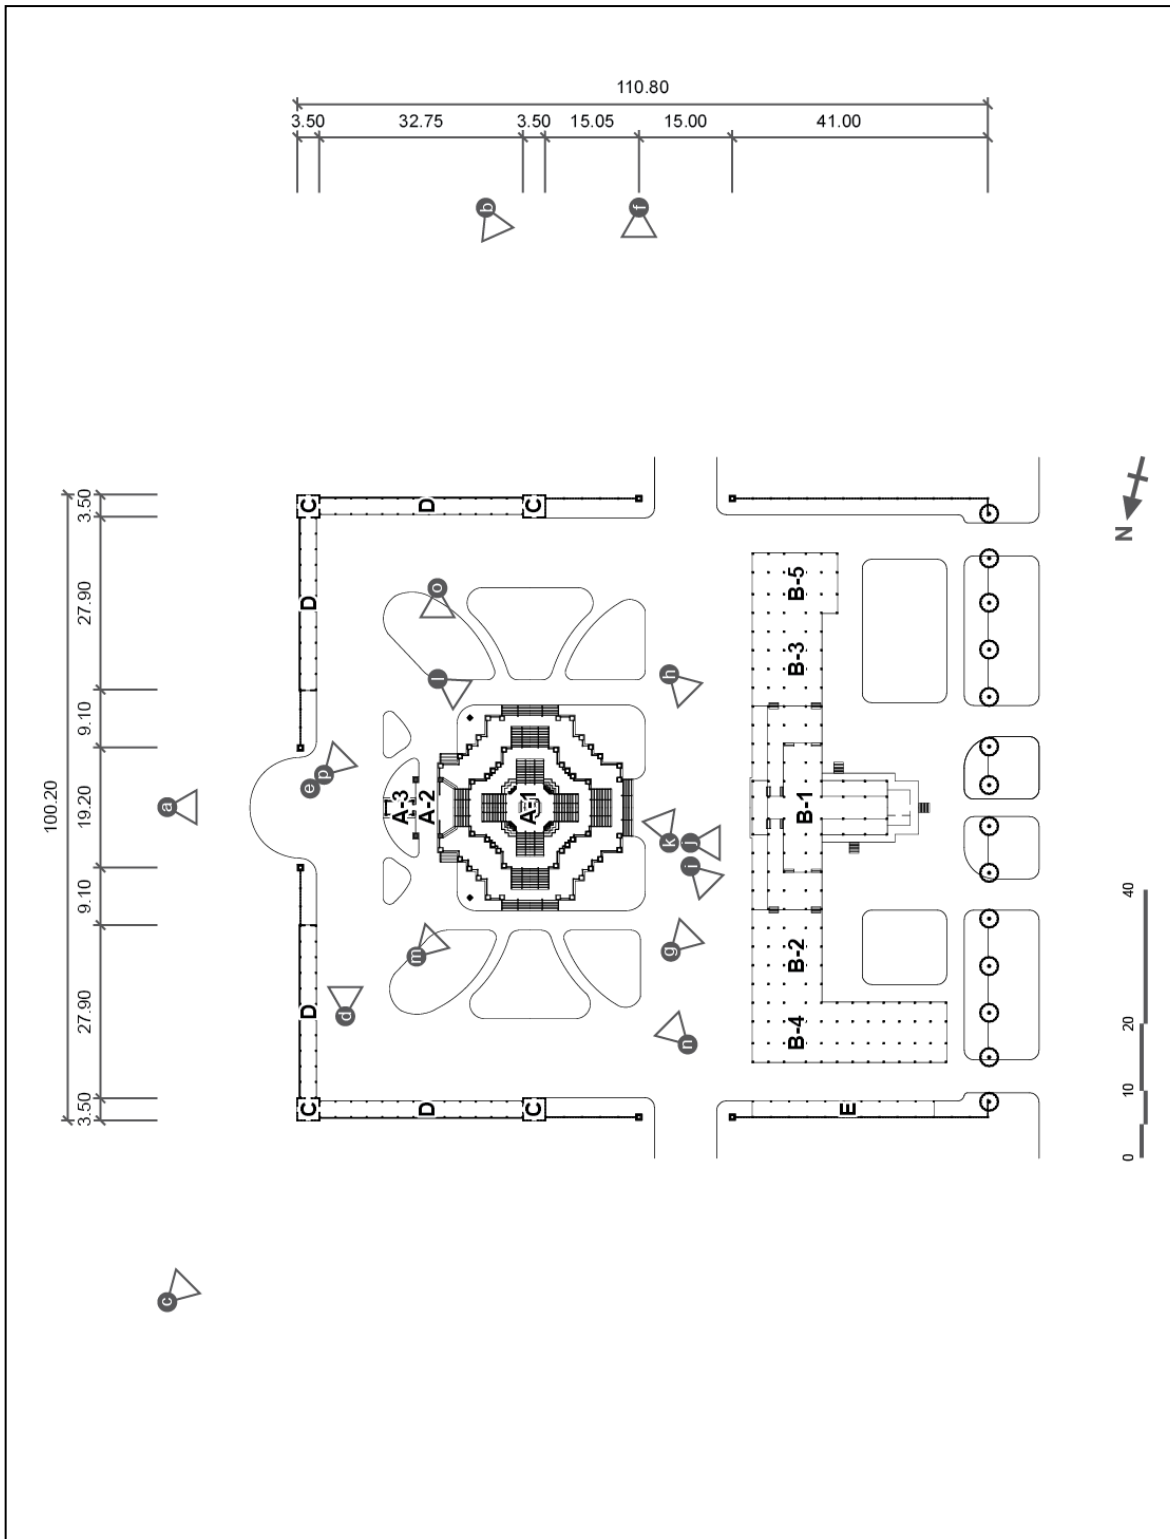 110.80
3.50 32.75 3.50 15.05 15.00 41.00
b f
100.20
3.50 27.90 9.10 19.20 9.10 27.90 3.50
C D C
D
B-5
o
B-3
l h
N
p
e
a A-3 A-2 A-1 B-1
k J
i
m g B-2
d D
n B-4
C D C E
c
0 10 20 40